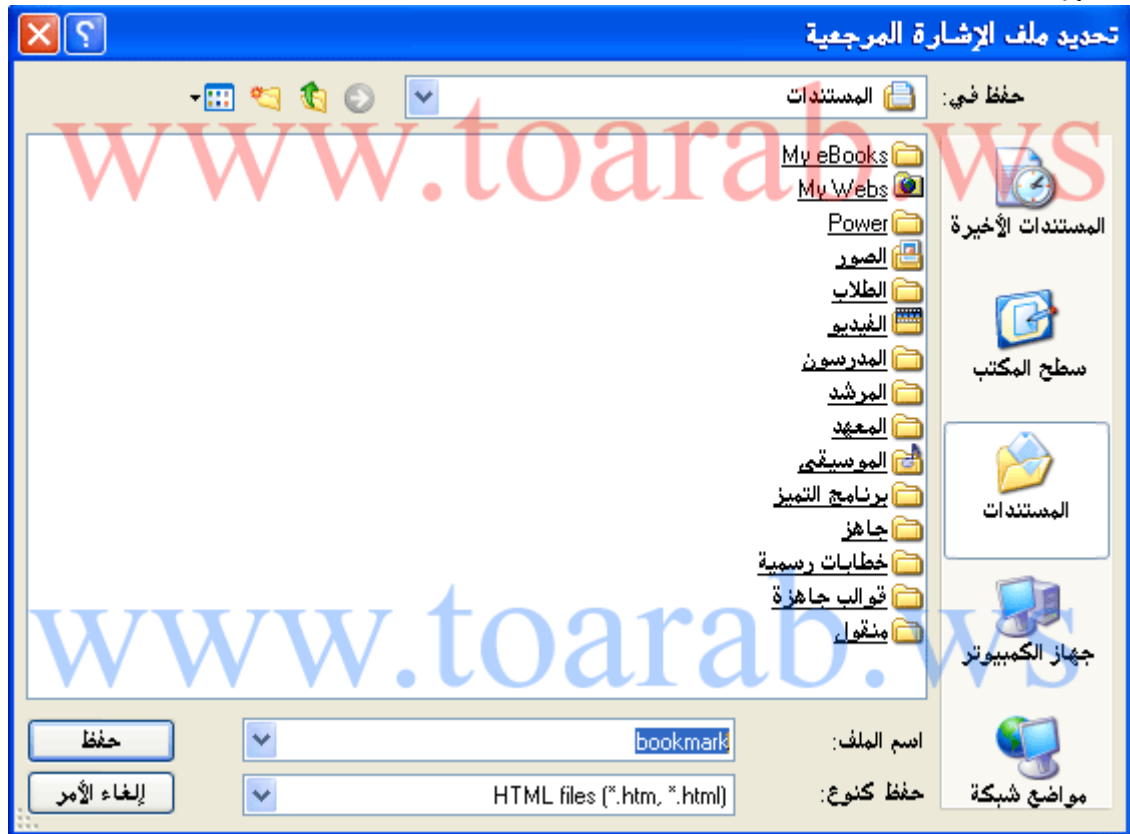 تحديد ملف الإشارة المرجعية
حفظ في:
المستندات
www.toarab.ws
المستندات الأخيرة
سطح المكتب
المستندات
جهاز الكمبيوتر
مواضع شبكة
My eBooks
My Webs
Power
الصور
الطلاب
الفيديو
المدرسون
المرشد
المعهد
الموسيقى
برنامج التميز
جاهز
خطابات رسمية
قوالب جاهزة
منقول
www.toarab.ws
اسم الملف:
bookmark
حفظ
حفظ كنوع:
HTML files (*.htm, *.html)
إلغاء الأمر